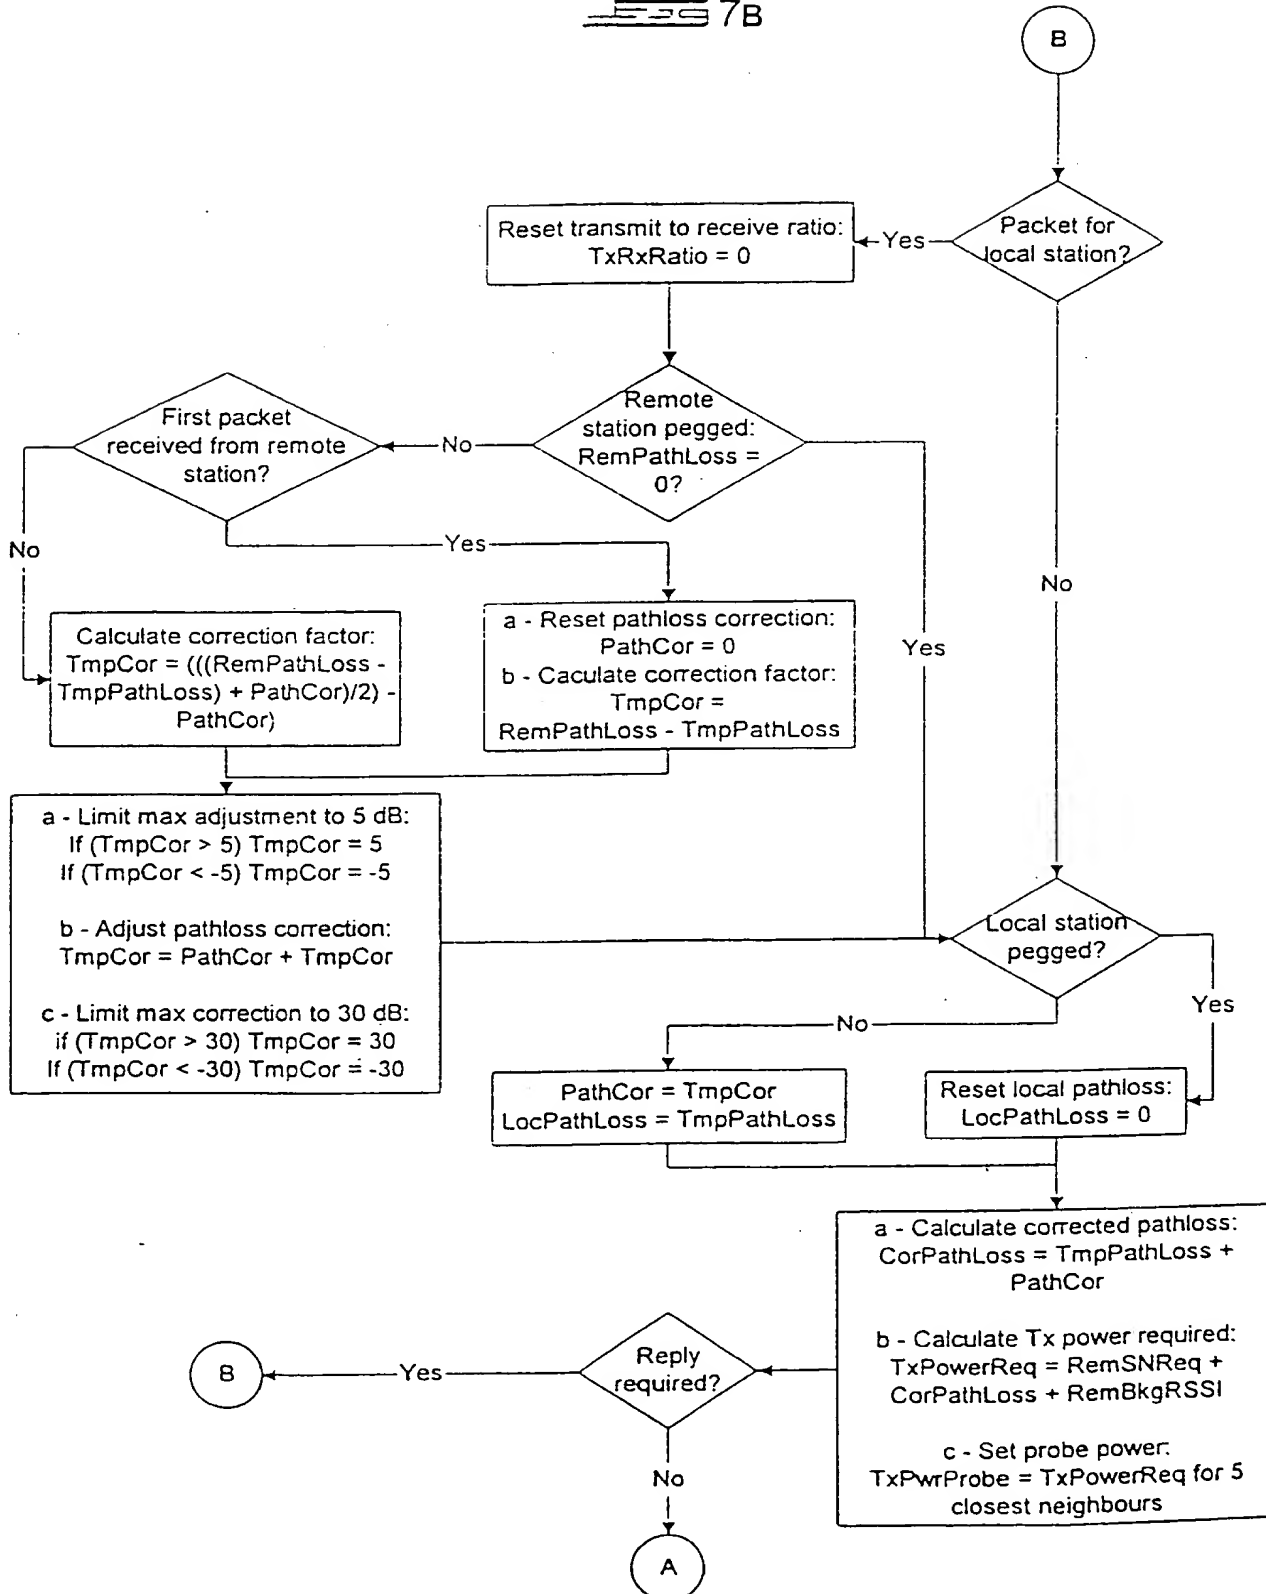 7B
B
Packet for
local station?
Yes
Reset transmit to receive ratio:
TxRxRatio = 0
Remote
station pegged:
RemPathLoss =
0?
No
First packet
received from remote
station?
No
Yes
Yes
No
Calculate correction factor:
TmpCor = (((RemPathLoss -
TmpPathLoss) + PathCor)/2) -
PathCor)
a - Reset pathloss correction:
PathCor = 0
b - Caculate correction factor:
TmpCor =
RemPathLoss - TmpPathLoss
a - Limit max adjustment to 5 dB:
If (TmpCor > 5) TmpCor = 5
If (TmpCor < -5) TmpCor = -5
b - Adjust pathloss correction:
TmpCor = PathCor + TmpCor
c - Limit max correction to 30 dB:
if (TmpCor > 30) TmpCor = 30
If (TmpCor < -30) TmpCor = -30
Local station
pegged?
No
Yes
PathCor = TmpCor
LocPathLoss = TmpPathLoss
Reset local pathloss:
LocPathLoss = 0
a - Calculate corrected pathloss:
CorPathLoss = TmpPathLoss +
PathCor
b - Calculate Tx power required:
TxPowerReq = RemSNReq +
CorPathLoss + RemBkgRSSI
c - Set probe power:
TxPwrProbe = TxPowerReq for 5
closest neighbours
Reply
required?
Yes
B
No
A